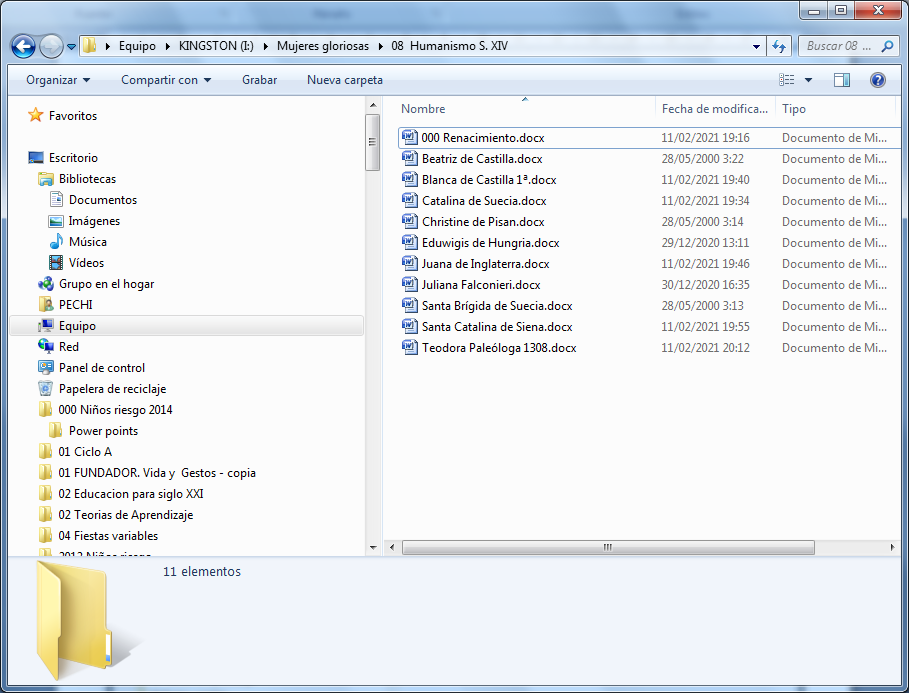 Equipo KINGSTON (I:) Mujeres gloriosas 08 Humanismo S. XIV
Buscar 08 ...
Organizar Compartir con Grabar Nueva carpeta
Favoritos
Escritorio
Bibliotecas
Documentos
Imágenes
Música
Vídeos
Grupo en el hogar
PECHI
Equipo
Red
Panel de control
Papelera de reciclaje
000 Niños riesgo 2014
Power points
01 Ciclo A
01 FUNDADOR. Vida y Gestos - copia
02 Educacion para siglo XXI
02 Teorias de Aprendizaje
04 Fiestas variables
2013 Niños riesgo
Nombre Fecha de modifica... Tipo
000 Renacimiento.docx 11/02/2021 19:16 Documento de Mi...
Beatriz de Castilla.docx 28/05/2000 3:22 Documento de Mi...
Blanca de Castilla 1ª.docx 11/02/2021 19:40 Documento de Mi...
Catalina de Suecia.docx 11/02/2021 19:34 Documento de Mi...
Christine de Pisan.docx 28/05/2000 3:14 Documento de Mi...
Eduwigis de Hungria.docx 29/12/2020 13:11 Documento de Mi...
Juana de Inglaterra.docx 11/02/2021 19:46 Documento de Mi...
Juliana Falconieri.docx 30/12/2020 16:35 Documento de Mi...
Santa Brígida de Suecia.docx 28/05/2000 3:13 Documento de Mi...
Santa Catalina de Siena.docx 11/02/2021 19:55 Documento de Mi...
Teodora Paleóloga 1308.docx 11/02/2021 20:12 Documento de Mi...
11 elementos